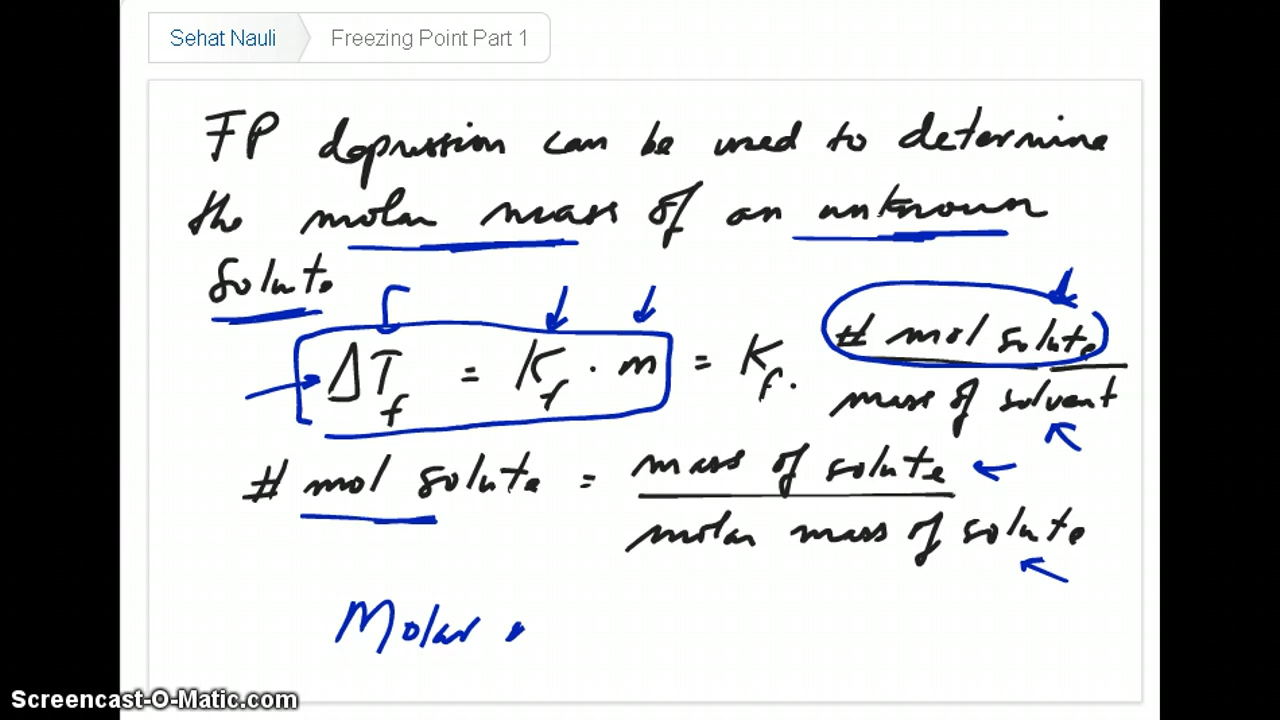 Sehat Nauli Freezing Point Part 1
FP depression can be used to determine
the molar mass of an unknown
solute
ΔTf = Kf · m = Kf . # mol solute / mass of solvent
# mol solute = mass of solute / molar mass of solute
Molar
Screencast-O-Matic.com